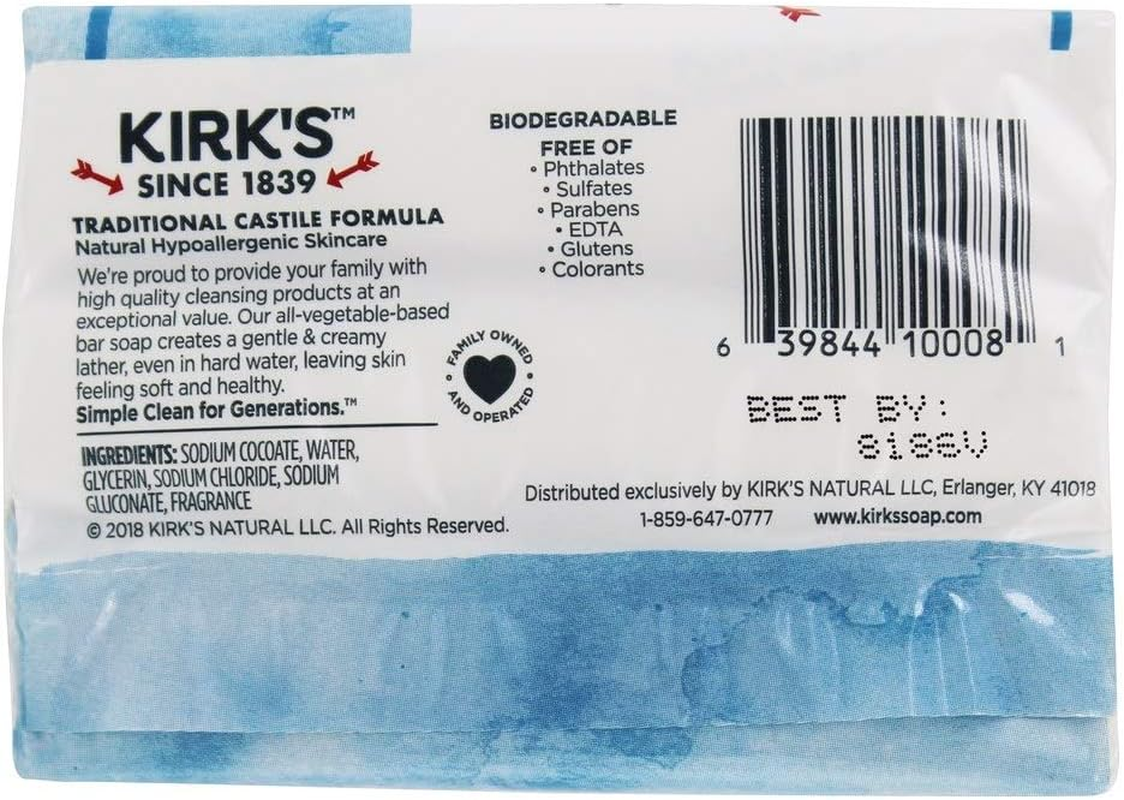 KIRK'S™
SINCE 1839
TRADITIONAL CASTILE FORMULA
Natural Hypoallergenic Skincare
We're proud to provide your family with
high quality cleansing products at an
exceptional value. Our all-vegetable-based
bar soap creates a gentle & creamy
lather, even in hard water, leaving skin
feeling soft and healthy.
Simple Clean for Generations.™
FAMILY OWNED
AND OPERATED
INGREDIENTS: SODIUM COCOATE, WATER,
GLYCERIN, SODIUM CHLORIDE, SODIUM
GLUCONATE, FRAGRANCE
© 2018 KIRK'S NATURAL LLC. All Rights Reserved.
BIODEGRADABLE
FREE OF
• Phthalates
• Sulfates
• Parabens
• EDTA
• Glutens
• Colorants
6 39844 10008 1
BEST BY:
8186V
Distributed exclusively by KIRK'S NATURAL LLC, Erlanger, KY 41018
1-859-647-0777 www.kirkssoap.com